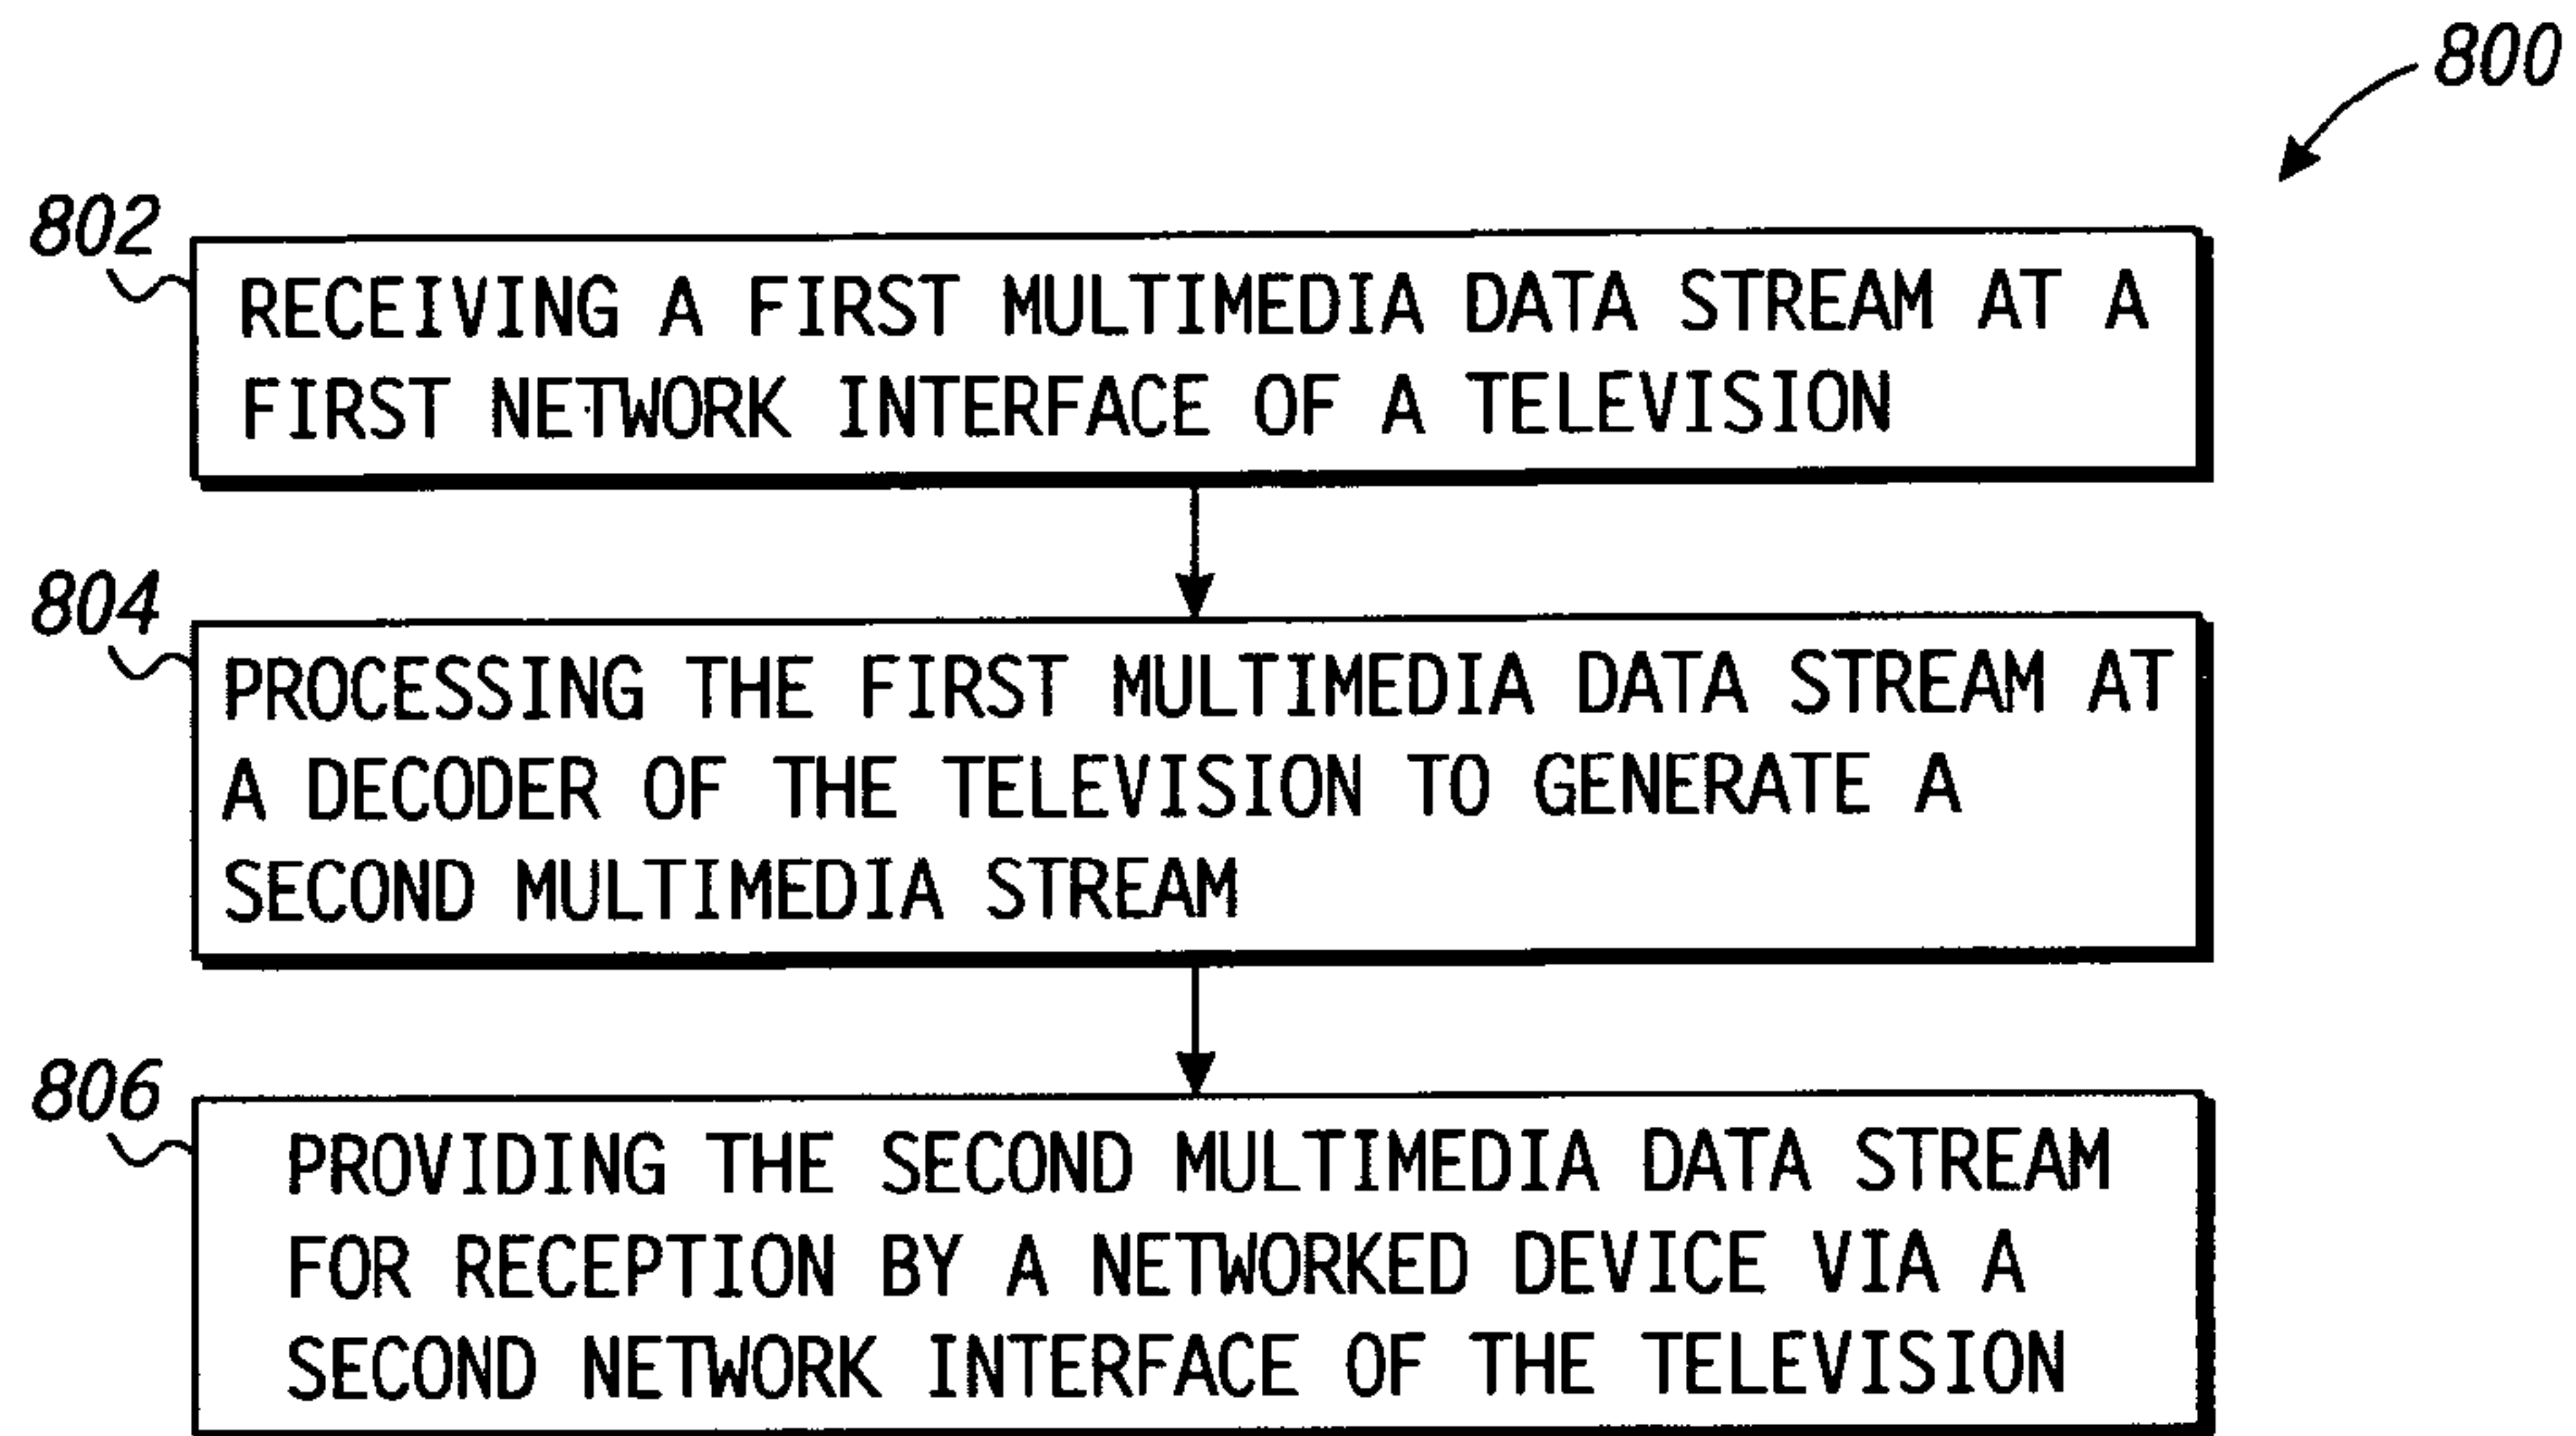 800
802
RECEIVING A FIRST MULTIMEDIA DATA STREAM AT A
FIRST NETWORK INTERFACE OF A TELEVISION
804
PROCESSING THE FIRST MULTIMEDIA DATA STREAM AT
A DECODER OF THE TELEVISION TO GENERATE A
SECOND MULTIMEDIA STREAM
806
PROVIDING THE SECOND MULTIMEDIA DATA STREAM
FOR RECEPTION BY A NETWORKED DEVICE VIA A
SECOND NETWORK INTERFACE OF THE TELEVISION